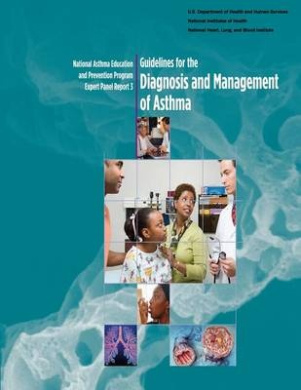 U.S. Department of Health and Human Services
National Institutes of Health
National Heart, Lung, and Blood Institute
National Asthma Education
and Prevention Program
Expert Panel Report 3
Guidelines for the
Diagnosis and Management
of Asthma